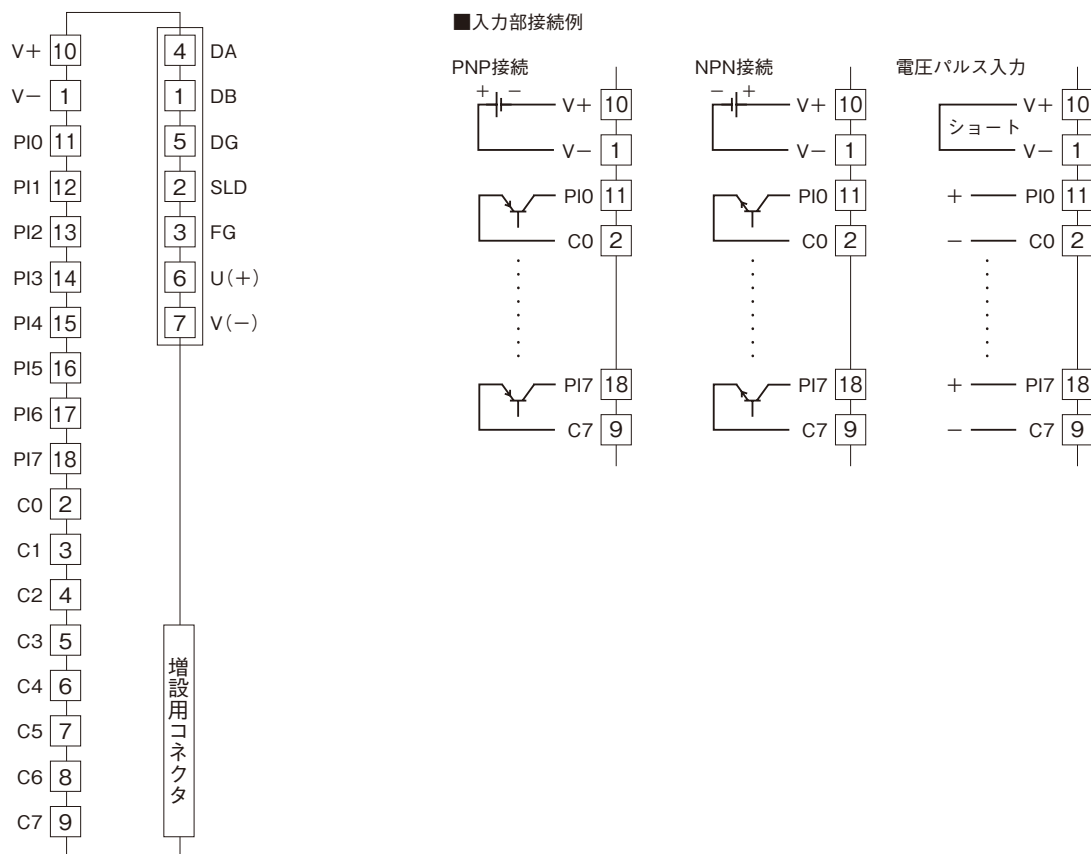 V+ 10
V− 1
PI0 11
PI1 12
PI2 13
PI3 14
PI4 15
PI5 16
PI6 17
PI7 18
C0 2
C1 3
C2 4
C3 5
C4 6
C5 7
C6 8
C7 9
4 DA
1 DB
5 DG
2 SLD
3 FG
6 U(+)
7 V(−)
増設用コネクタ
■入力部接続例
PNP接続
+ −
V+ 10
V− 1
PI0 11
C0 2
PI7 18
C7 9
NPN接続
− +
V+ 10
V− 1
PI0 11
C0 2
PI7 18
C7 9
電圧パルス入力
V+ 10
ショート
V− 1
+ PI0 11
− C0 2
+ PI7 18
− C7 9